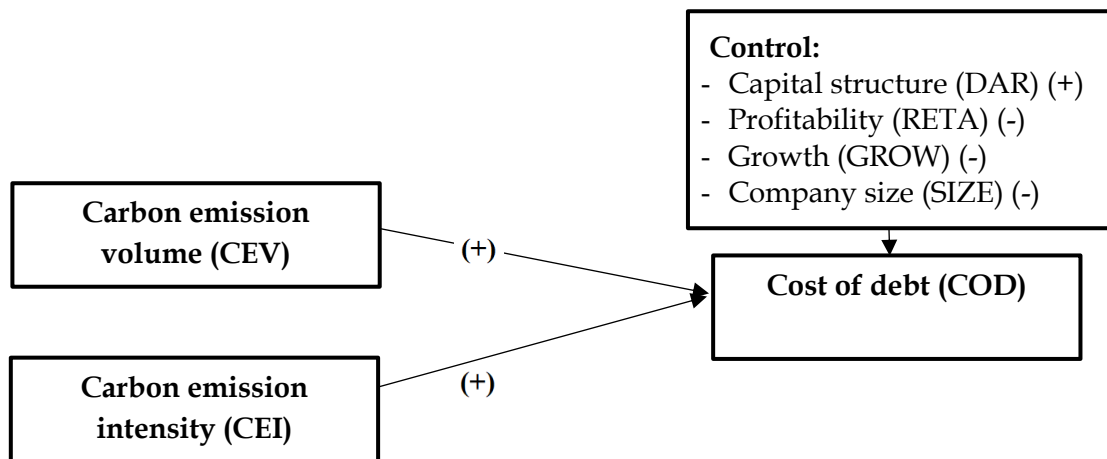 Control:
- Capital structure (DAR) (+)
- Profitability (RETA) (-)
- Growth (GROW) (-)
- Company size (SIZE) (-)
Carbon emission
volume (CEV)
(+)
Cost of debt (COD)
Carbon emission
intensity (CEI)
(+)